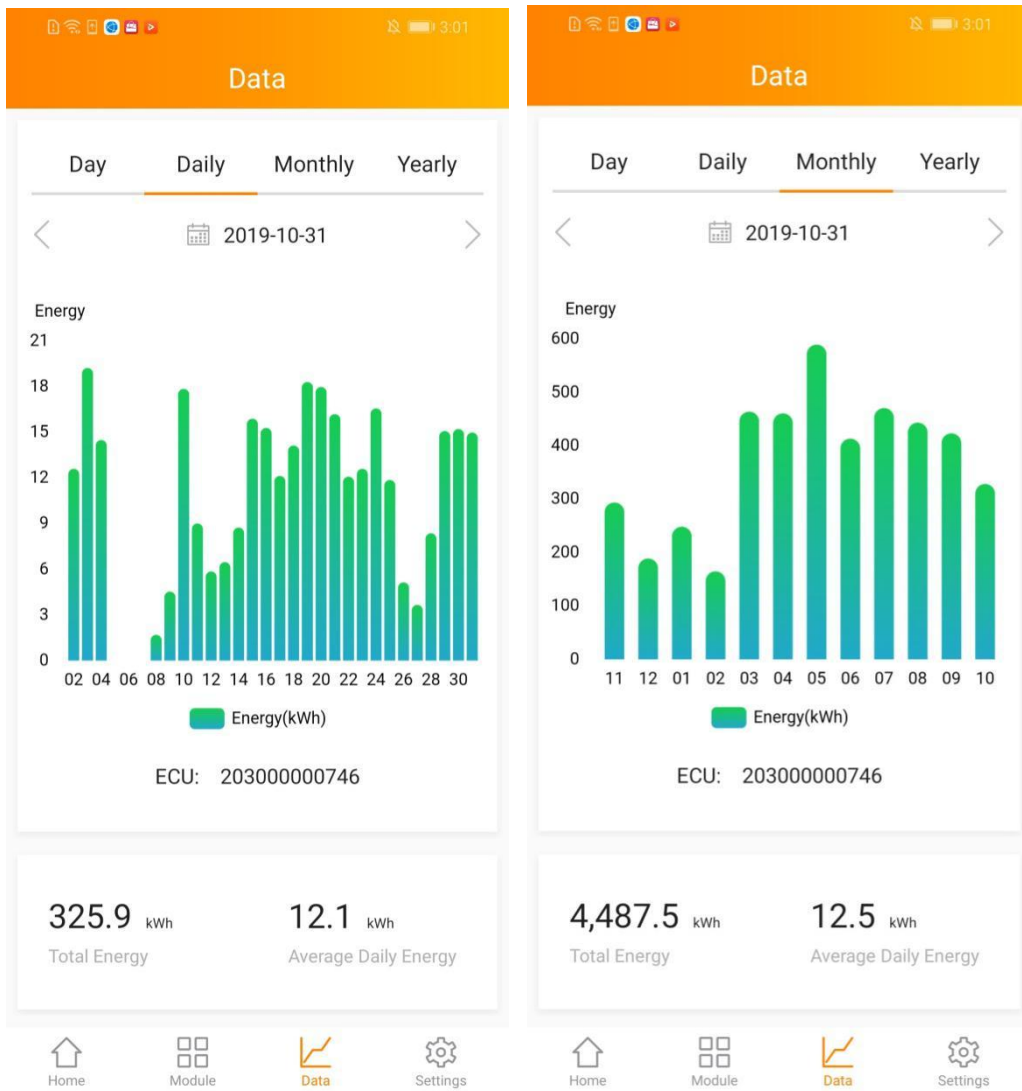 3:01
Data
Day Daily Monthly Yearly
2019-10-31
Energy
21
18
15
12
9
6
3
0
02 04 06 08 10 12 14 16 18 20 22 24 26 28 30
Energy(kWh)
ECU: 203000000746
325.9 kWh 12.1 kWh
Total Energy Average Daily Energy
Home Module Data Settings
3:01
Data
Day Daily Monthly Yearly
2019-10-31
Energy
600
500
400
300
200
100
0
11 12 01 02 03 04 05 06 07 08 09 10
Energy(kWh)
ECU: 203000000746
4,487.5 kWh 12.5 kWh
Total Energy Average Daily Energy
Home Module Data Settings